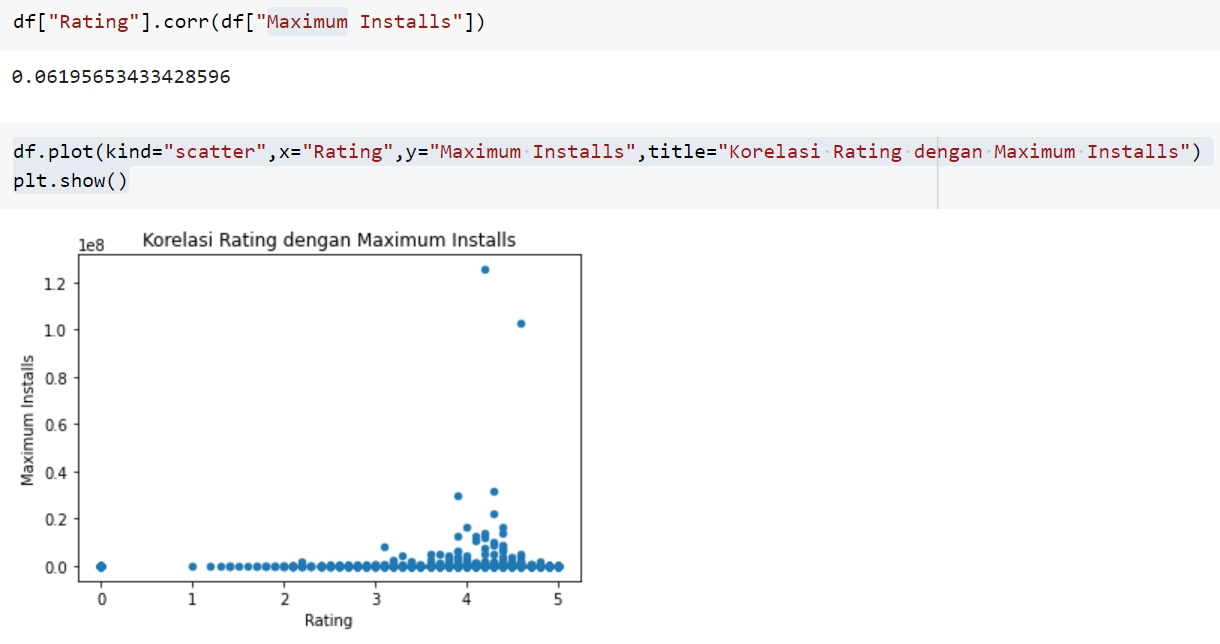 df["Rating"].corr(df["Maximum Installs"])
0.06195653433428596
df.plot(kind="scatter",x="Rating",y="Maximum Installs",title="Korelasi Rating dengan Maximum Installs")
plt.show()
Korelasi Rating dengan Maximum Installs
1e8
1.2
1.0
0.8
0.6
0.4
0.2
0.0
Maximum Installs
0 1 2 3 4 5
Rating